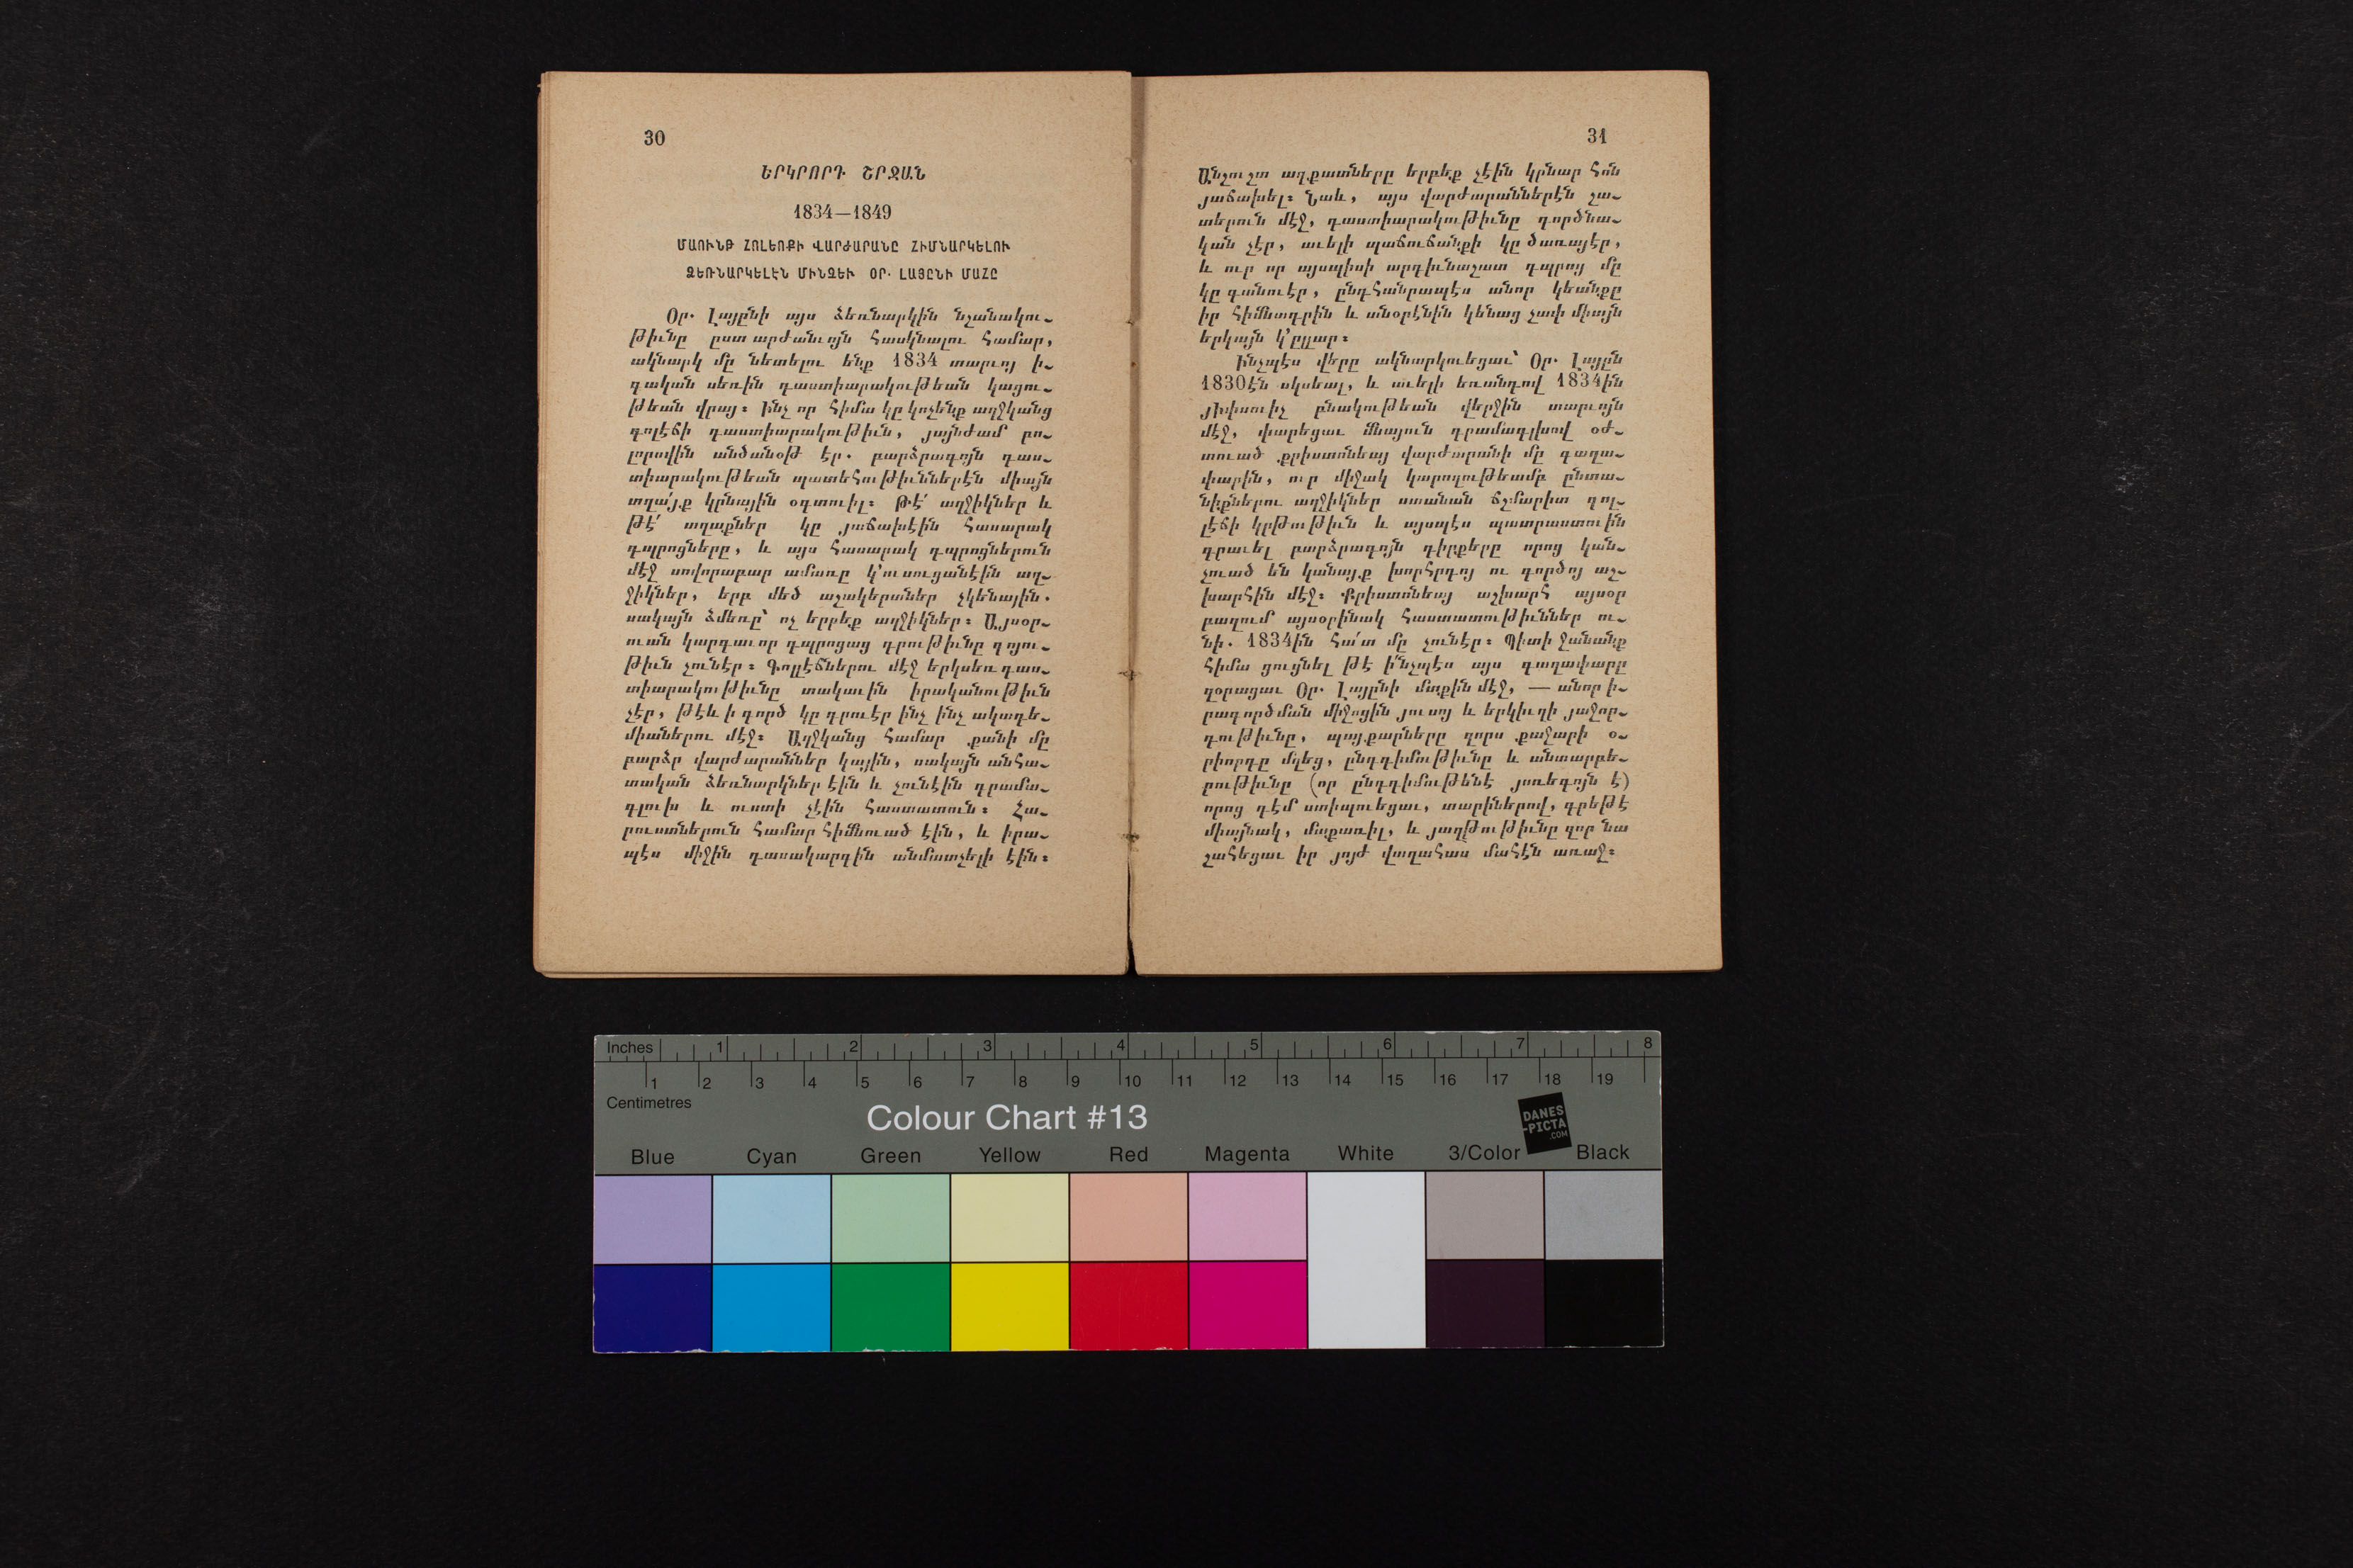 30
ԵՐԿՐՈՐԴ ՇՐՋԱՆ
1834—1849
ՄԱՈՒՆԹ ՀՈԼԵՈՔԻ ՎԱՐԺԱՐԱՆԸ ՀԻՄՆԱՐԿԵԼՈՒ
ՁԵՌՆԱՐԿԵԼԷՆ ՄԻՆՉԵՒ ՕՐ. ԼԱՅԸՆԻ ՄԱՀԸ
Օր. Լայընի այս ձեռնարկին նշանակու-
թիւնը ըստ արժանւոյն հասկնալու համար,
ակնարկ մը նետելու ենք 1834 տարւոյ ի-
գական սեռին դաստիարակութեան կացու-
թեան վրայ։ Ինչ որ հիմա կը կոչենք աղջկանց
գոլէճի դաստիարակութիւն, յայնժամ բո-
լորովին անծանօթ էր. բարձրագոյն դաս-
տիարակութեան պատեհութիւններէն միայն
տղա՛յք կրնային օգտուիլ։ Թէ՛ աղջիկներ և
թէ՛ տղաքներ կը յաճախէին հասարակ
դպրոցները, և այս հասարակ դպրոցներուն
մէջ սովորաբար ամառը կ՚ուսուցանէին աղ-
ջիկներ, երբ մեծ աշակերտներ չկենային.
սակայն ձմեռը՝ ոչ երբեք աղջիկներ։ Այսօր-
ուան կարգաւոր դպրոցաց դրութիւնը գոյու-
թիւն չունէր։ Գոլլէճներու մէջ երկսեռ դաս-
տիարակութիւնը տակաւին իրականութիւն
չէր, թէև ի գործ կը դրուէր ինչ ինչ ակադե-
միաներու մէջ։ Աղջկանց համար քանի մը
բարձր վարժարաններ կային, սակայն անհա-
տական ձեռնարկներ էին և չունէին դրամա-
գլուխ և ուստի չէին հաստատուն։ Հա-
րուստներուն համար հիմնուած էին, և իրա-
պէս միջին դասակարգին անմատչելի էին։
31
Անշուշտ աղքատները երբեք չէին կրնար հոն
յաճախել։ Նաև, այս վարժարաններէն շա-
տերուն մէջ, դաստիարակութիւնը գործնա-
կան չէր, աւելի պաճուճանքի կը ծառայէր,
և ուր որ այսպիսի արդիւնաշատ դպրոց մը
կը գտնուէր, ընդհանրապէս անոր կեանքը
իր հիմնադրին և տնօրէնին կենաց չափ միայն
երկայն կ՚ըլլար։
Ինչպէս վերը ակնարկուեցաւ՝ Օր. Լայըն
1830էն սկսեալ, և աւելի եռանդով 1834ին
յԻփսուիչ բնակութեան վերջին տարւոյն
մէջ, փարեցաւ մնայուն դրամագլխով օժ-
տուած քրիստոնեայ վարժարանի մը գաղա-
փարին, ուր միջակ կարողութեամբ ընտա-
նիքներու աղջիկներ ստանան ճշմարիտ գոլ-
լէճի կրթութիւն և այսպէս պատրաստուին
գրաւել բարձրագոյն դիրքերը որոց կան-
չուած են կանայք խորհրդոյ ու գործոյ աշ-
խարհին մէջ։ Քրիստոնեայ աշխարհ այսօր
բազում այսօրինակ հաստատութիւններ ու-
նի. 1834ին հա՛տ մը չունէր։ Պիտի ջանանք
հիմա ցուցնել թէ ի՞նչպէս այս գաղափարը
զօրացաւ Օր. Լայընի մտքին մէջ, — անոր ի-
րագործման միջոցին յուսոյ և երկիւղի յաջոր-
դութիւնը, պայքարները զորս քաջարի օ-
րիորդը մղեց, ընդդիմութիւնը և անտարբե-
րութիւնը (որ ընդդիմութենէ յոռեգոյն է)
որոց դէմ ստիպուեցաւ, տարիներով, գրեթէ
միայնակ, մաքառիլ, և յաղթութիւնը զոր նա
շահեցաւ իր յոյժ վաղահաս մահէն առաջ։
Inches 1 2 3 4 5 6 7 8
1 2 3 4 5 6 7 8 9 10 11 12 13 14 15 16 17 18 19
Centimetres
Colour Chart #13
DANES
-PICTA
.COM
Blue Cyan Green Yellow Red Magenta White 3/Color Black